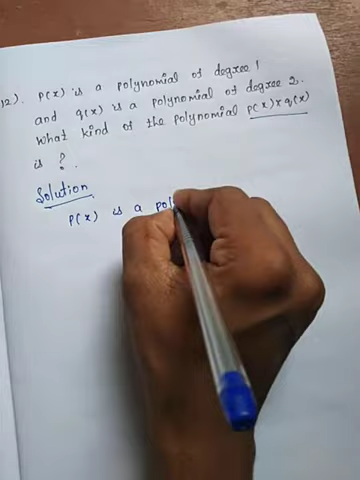 12). P(x) is a polynomial of degree 1
and q(x) is a polynomial of degree 2.
What kind of the polynomial P(x) x q(x)
is ?
Solution
P(x) is a pol